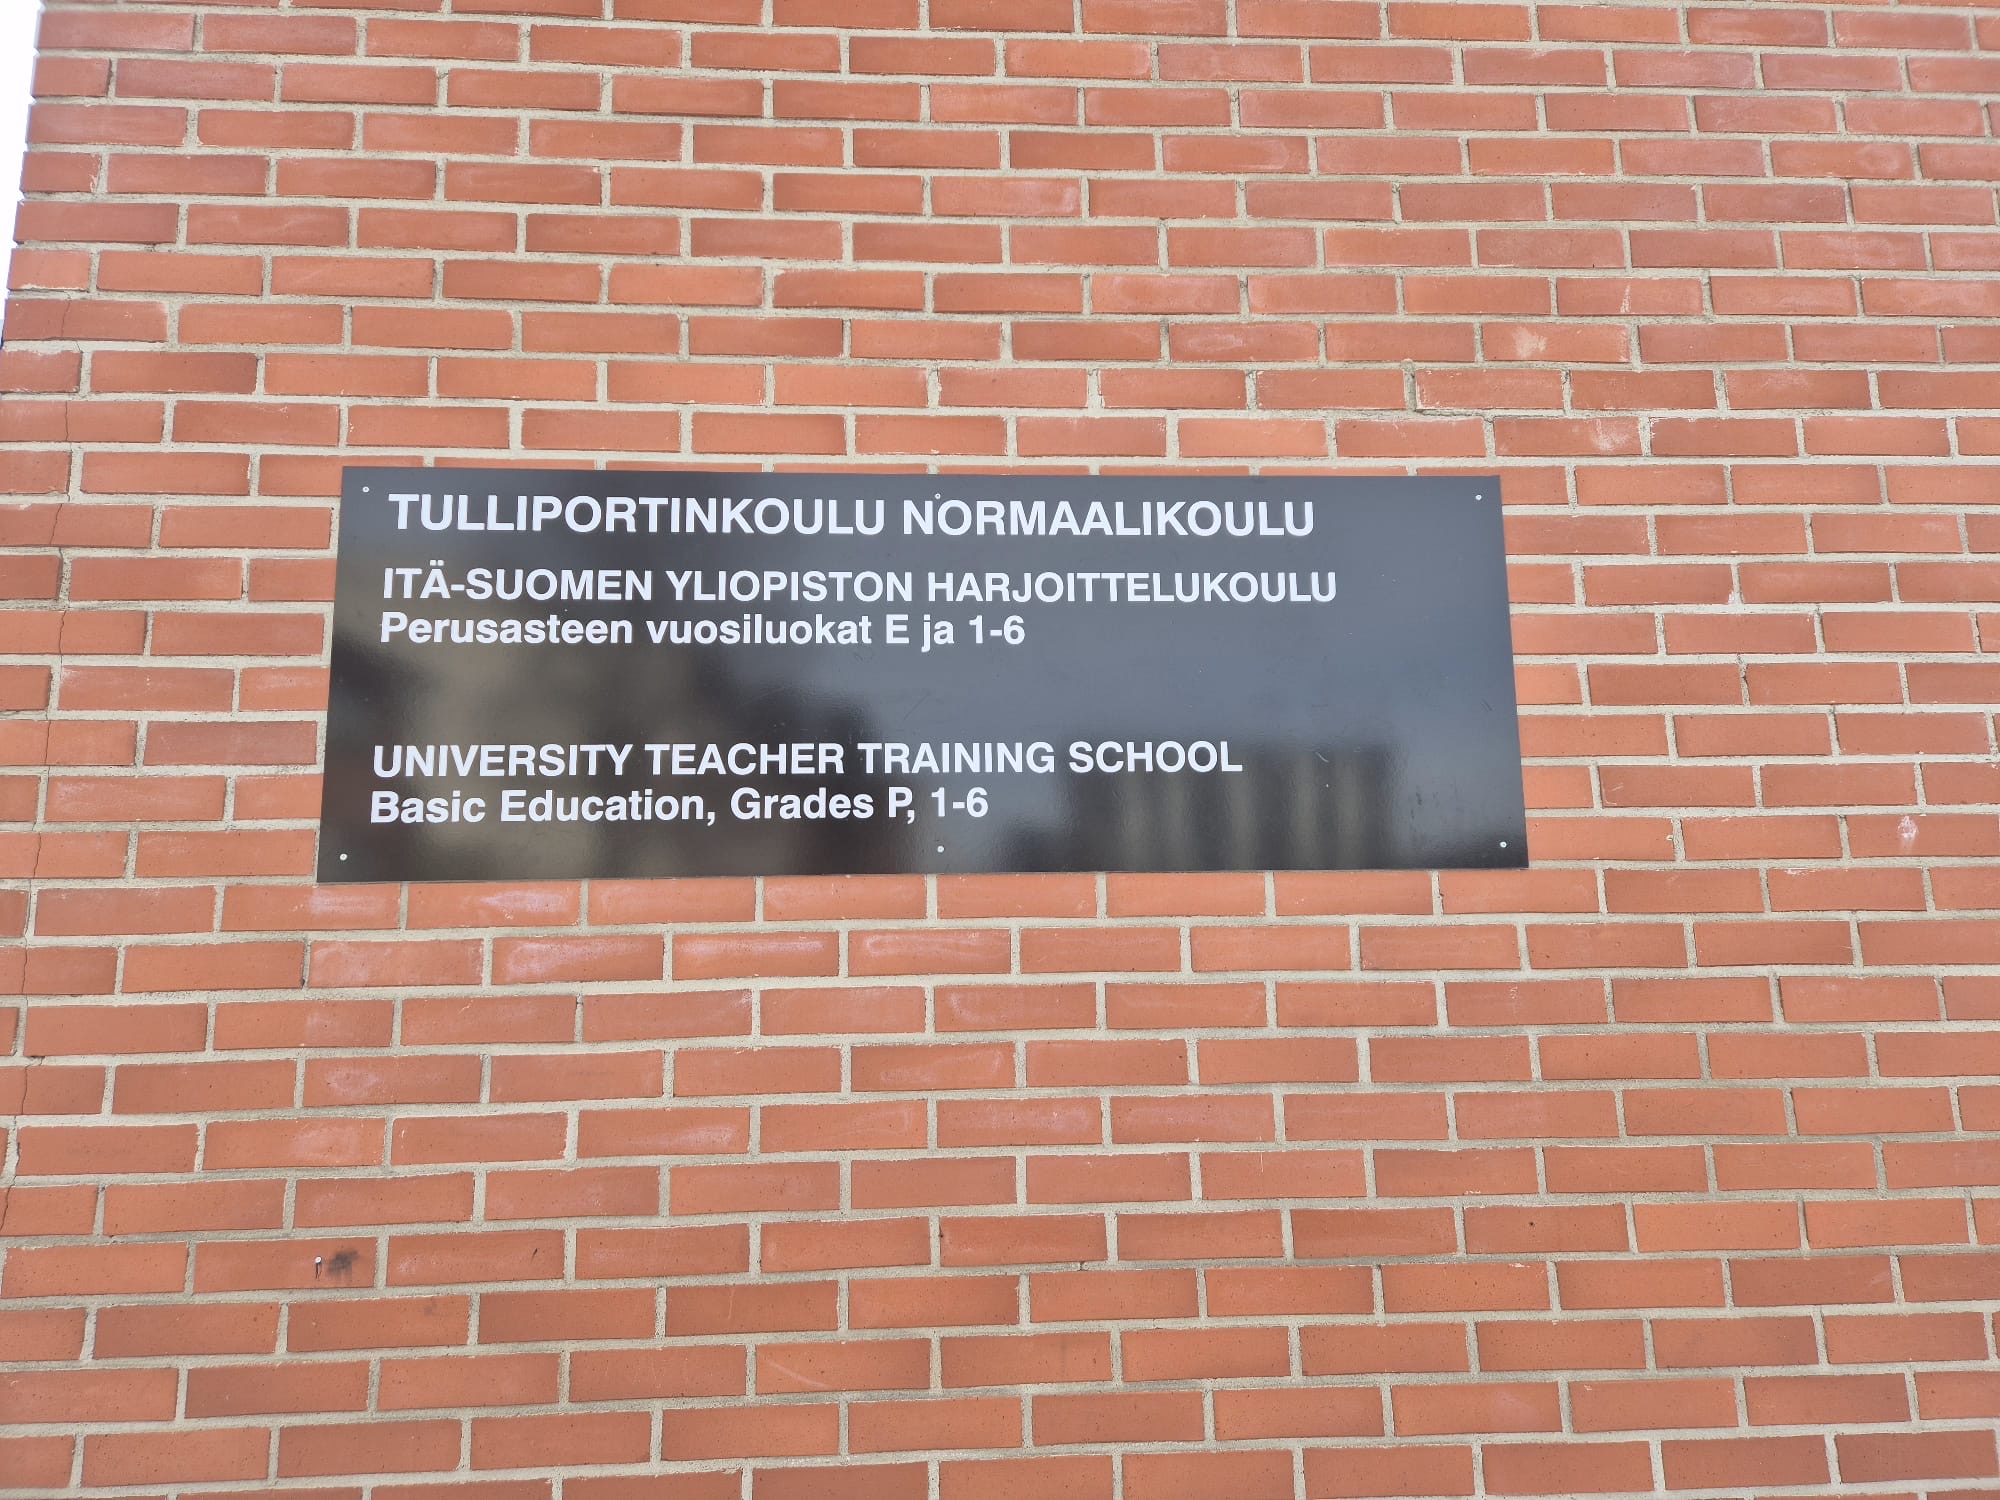 TULLIPORTINKOULU NORMAALIKOULU
ITÄ-SUOMEN YLIOPISTON HARJOITTELUKOULU
Perusasteen vuosiluokat E ja 1-6
UNIVERSITY TEACHER TRAINING SCHOOL
Basic Education, Grades P, 1-6